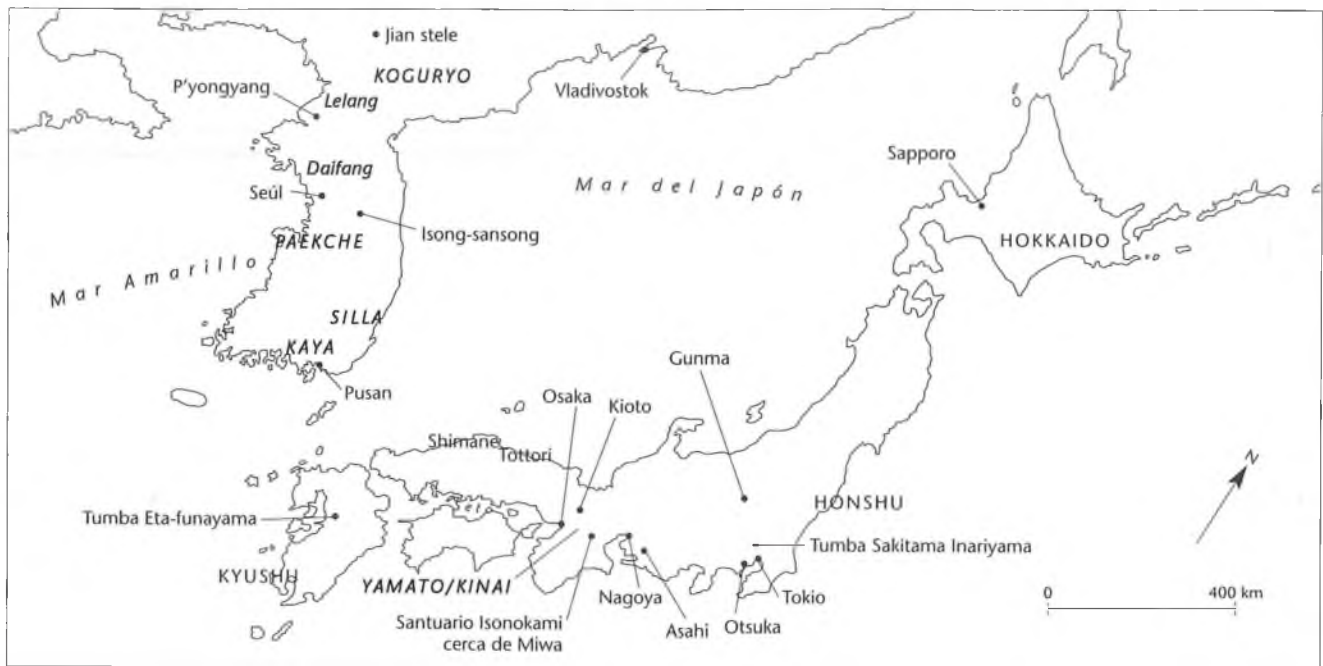 Jian stele
KOGURYO
P'yongyang
Lelang
Vladivostok
Daifang
Seúl
Isong-sansong
PAEKCHE
Mar Amarillo
Mar del Japón
Sapporo
HOKKAIDO
SILLA
KAYA
Pusan
Gunma
Osaka
Kioto
Shimane
Tottori
Seto
N
HONSHU
Tumba Eta-funayama
Tumba Sakitama Inariyama
KYUSHU
YAMATO/KINAI
Nagoya
Tokio
Santuario Isonokami
cerca de Miwa
Asahi
Otsuka
0 400 km